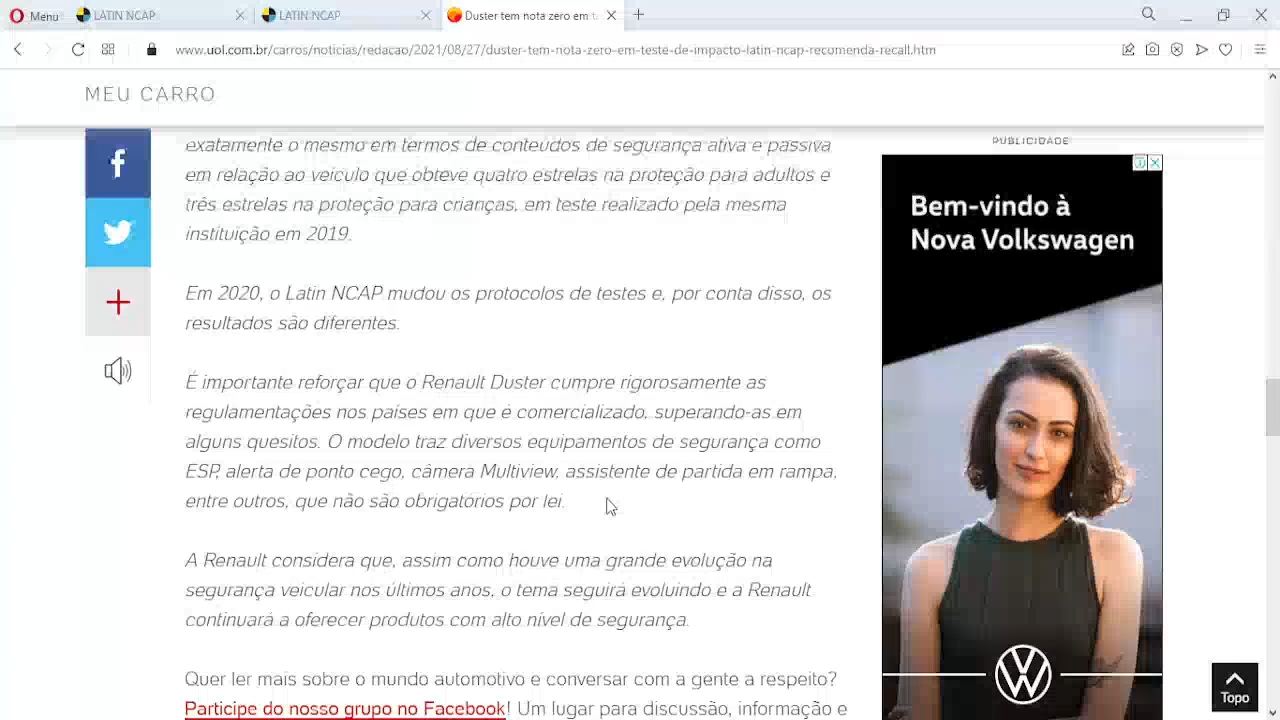 Menu
LATIN NCAP
LATIN NCAP
Duster tem nota zero em te
www.uol.com.br/carros/noticias/redacao/2021/08/27/duster-tem-nota-zero-em-teste-de-impacto-latin-ncap-recomenda-recall.htm
MEU CARRO
exatamente o mesmo em termos de conteúdos de segurança ativa e passiva
em relação ao veículo que obteve quatro estrelas na proteção para adultos e
três estrelas na proteção para crianças, em teste realizado pela mesma
instituição em 2019.
Em 2020, o Latin NCAP mudou os protocolos de testes e, por conta disso, os
resultados são diferentes.
É importante reforçar que o Renault Duster cumpre rigorosamente as
regulamentações nos países em que é comercializado, superando-as em
alguns quesitos. O modelo traz diversos equipamentos de segurança como
ESP, alerta de ponto cego, câmera Multiview, assistente de partida em rampa,
entre outros, que não são obrigatórios por lei.
A Renault considera que, assim como houve uma grande evolução na
segurança veicular nos últimos anos, o tema seguirá evoluindo e a Renault
continuará a oferecer produtos com alto nível de segurança.
Quer ler mais sobre o mundo automotivo e conversar com a gente a respeito?
Participe do nosso grupo no Facebook! Um lugar para discussão, informação e
PUBLICIDADE
Bem-vindo à
Nova Volkswagen
Topo